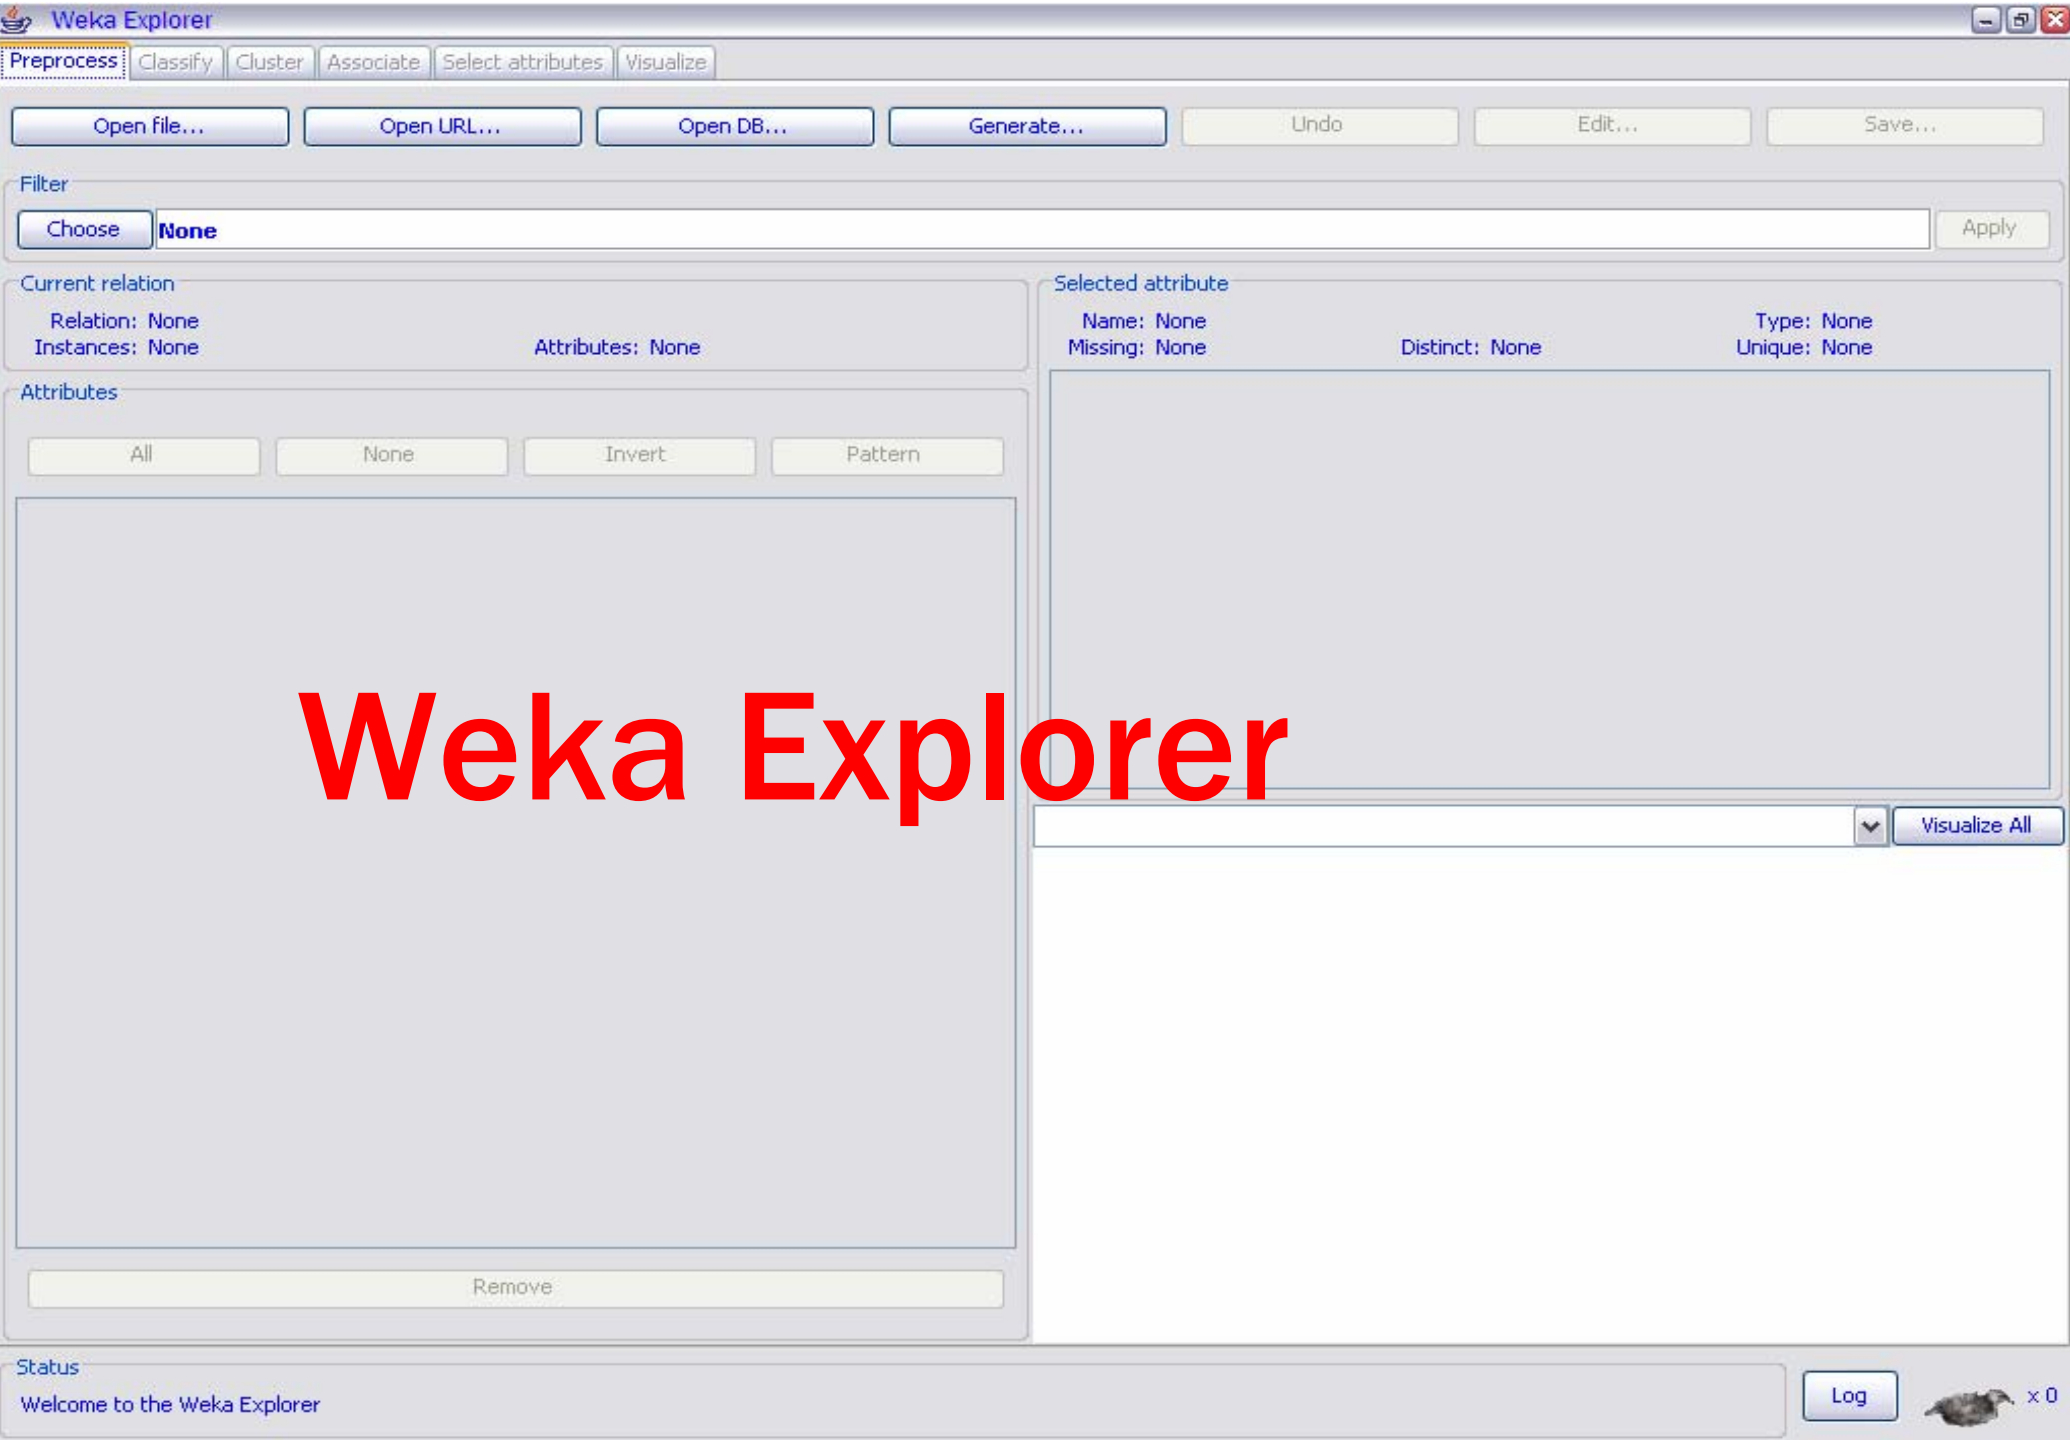 Weka Explorer
Preprocess Classify Cluster Associate Select attributes Visualize
Open file... Open URL... Open DB... Generate... Undo Edit... Save...
Filter
Choose None Apply
Current relation
Relation: None
Instances: None Attributes: None
Selected attribute
Name: None Type: None
Missing: None Distinct: None Unique: None
Attributes
All None Invert Pattern
Weka Explorer
Visualize All
Remove
Status
Welcome to the Weka Explorer
Log x 0